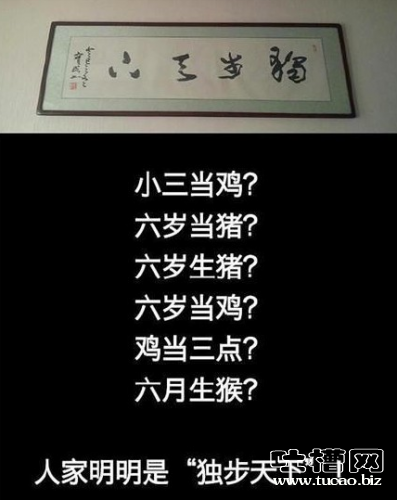 獨步天下
小三当鸡?
六岁当猪?
六岁生猪?
六岁当鸡?
鸡当三点?
六月生猴?
人家明明是“独步天下”!
吐槽网
www.tucao.biz